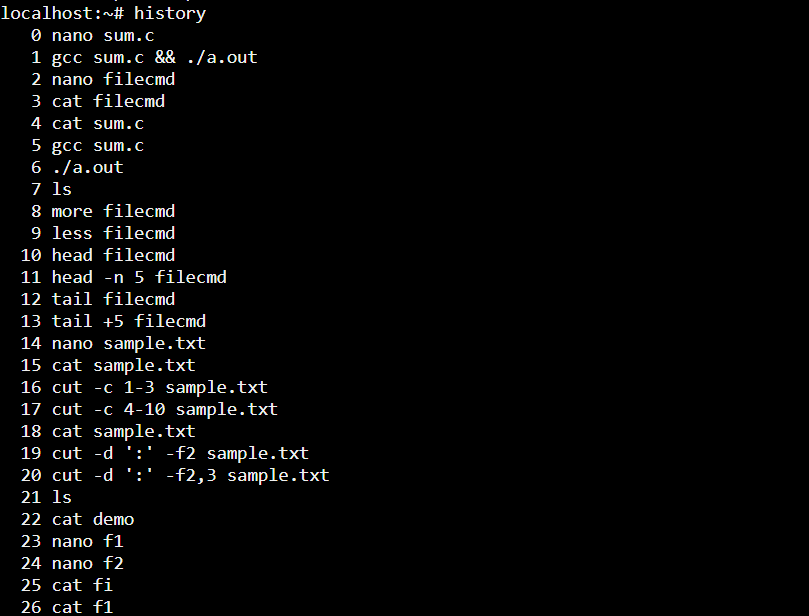 localhost:~# history
0 nano sum.c
1 gcc sum.c && ./a.out
2 nano filecmd
3 cat filecmd
4 cat sum.c
5 gcc sum.c
6 ./a.out
7 ls
8 more filecmd
9 less filecmd
10 head filecmd
11 head -n 5 filecmd
12 tail filecmd
13 tail +5 filecmd
14 nano sample.txt
15 cat sample.txt
16 cut -c 1-3 sample.txt
17 cut -c 4-10 sample.txt
18 cat sample.txt
19 cut -d ':' -f2 sample.txt
20 cut -d ':' -f2,3 sample.txt
21 ls
22 cat demo
23 nano f1
24 nano f2
25 cat fi
26 cat f1